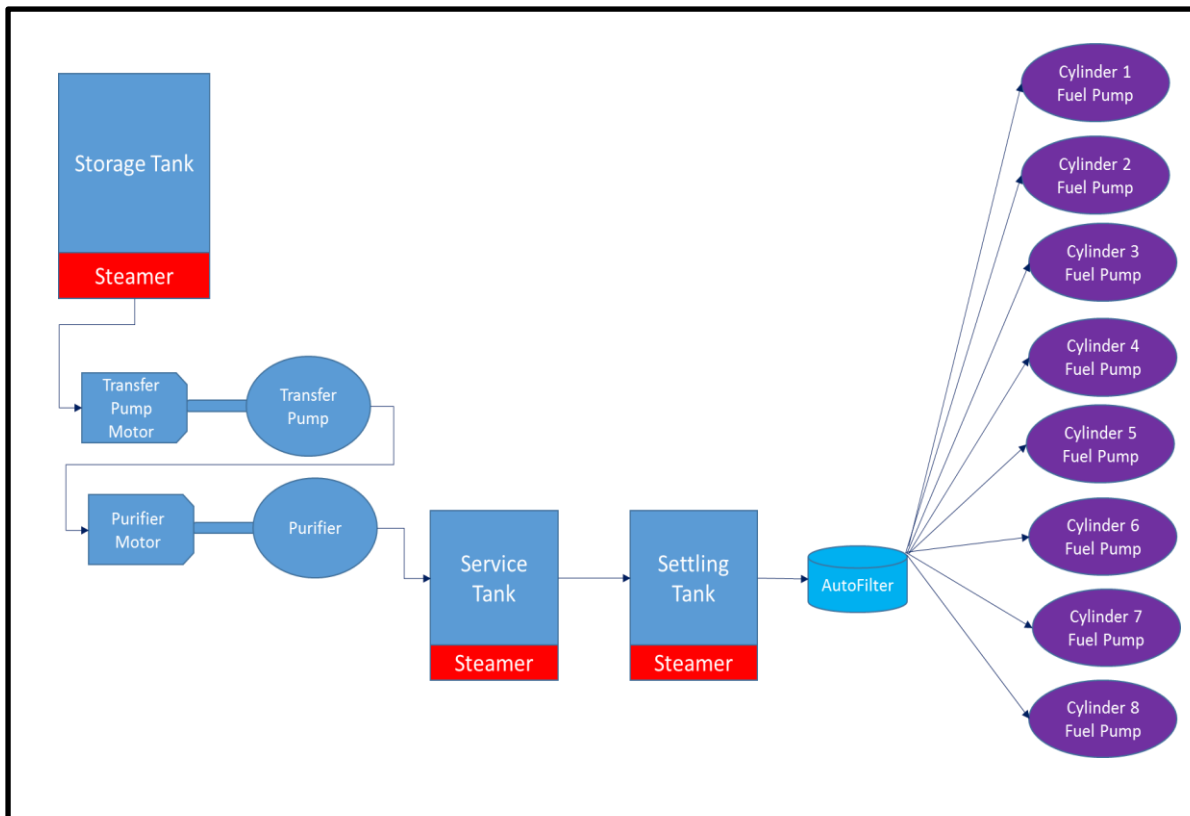 Storage Tank
Steamer
Transfer
Pump
Motor
Transfer
Pump
Purifier
Motor
Purifier
Service
Tank
Steamer
Settling
Tank
Steamer
AutoFilter
Cylinder 1
Fuel Pump
Cylinder 2
Fuel Pump
Cylinder 3
Fuel Pump
Cylinder 4
Fuel Pump
Cylinder 5
Fuel Pump
Cylinder 6
Fuel Pump
Cylinder 7
Fuel Pump
Cylinder 8
Fuel Pump